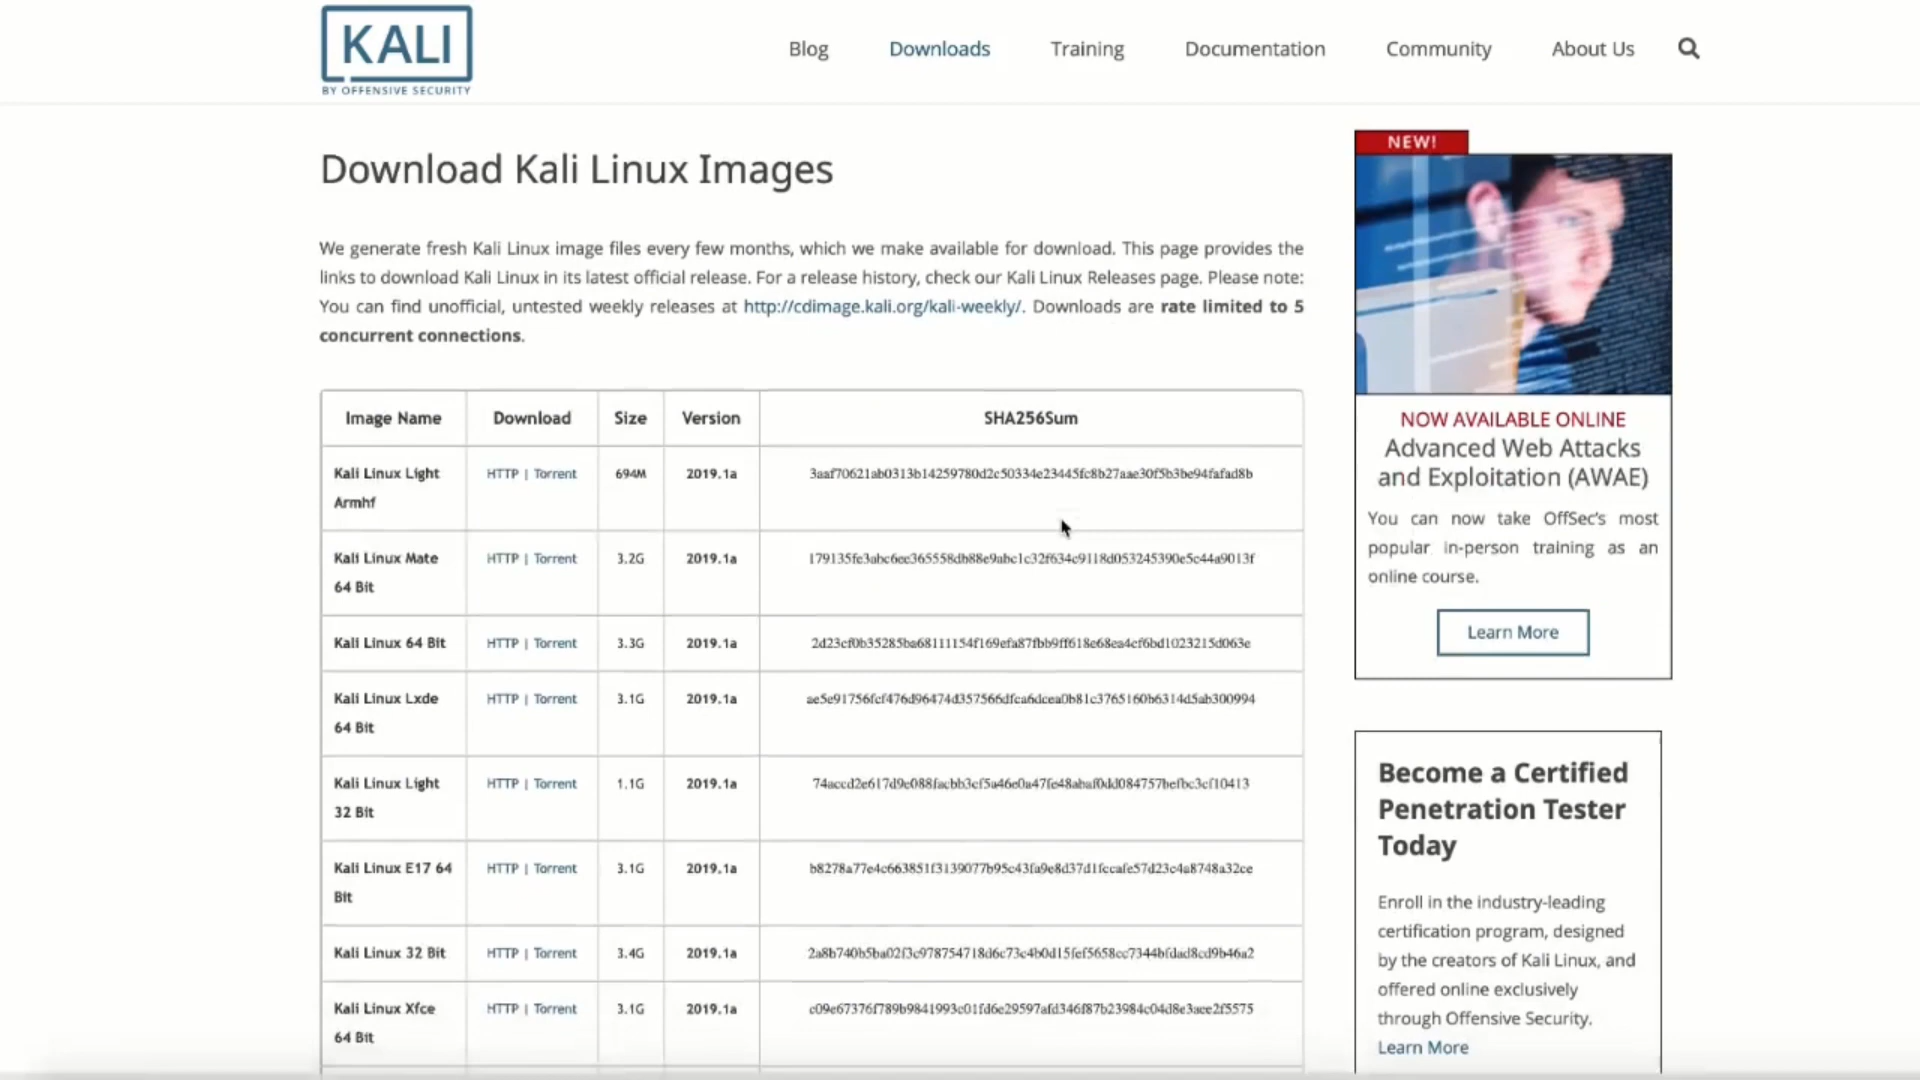 KALI
BY OFFENSIVE SECURITY
Blog
Downloads
Training
Documentation
Community
About Us
Download Kali Linux Images
We generate fresh Kali Linux image files every few months, which we make available for download. This page provides the
links to download Kali Linux in its latest official release. For a release history, check our Kali Linux Releases page. Please note:
You can find unofficial, untested weekly releases at http://cdimage.kali.org/kali-weekly/. Downloads are rate limited to 5
concurrent connections.
Image Name Download Size Version SHA256Sum
Kali Linux Light HTTP | Torrent 694M 2019.1a
Armhf
Kali Linux Mate HTTP | Torrent 3.2G 2019.1a
64 Bit
Kali Linux 64 Bit HTTP | Torrent 3.3G 2019.1a
Kali Linux Lxde HTTP | Torrent 3.1G 2019.1a
64 Bit
Kali Linux Light HTTP | Torrent 1.1G 2019.1a
32 Bit
Kali Linux E17 64 HTTP | Torrent 3.1G 2019.1a
Bit
Kali Linux 32 Bit HTTP | Torrent 3.4G 2019.1a
Kali Linux Xfce HTTP | Torrent 3.1G 2019.1a
64 Bit
NEW!
NOW AVAILABLE ONLINE
Advanced Web Attacks
and Exploitation (AWAE)
You can now take OffSec's most
popular in-person training as an
online course.
Learn More
Become a Certified
Penetration Tester
Today
Enroll in the industry-leading
certification program, designed
by the creators of Kali Linux, and
offered online exclusively
through Offensive Security.
Learn More